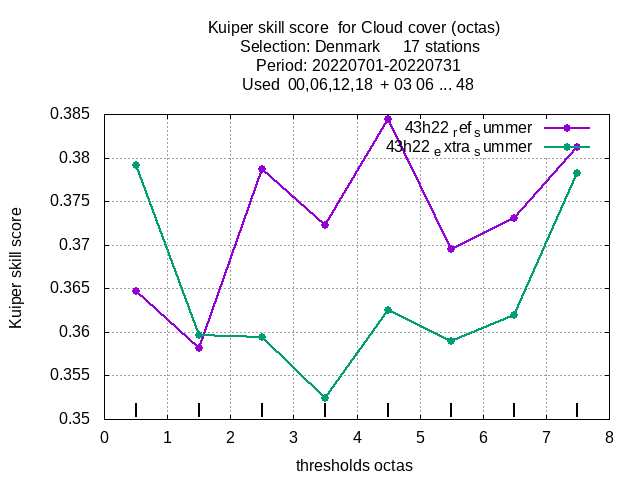 Kuiper skill score  for Cloud cover (octas)
Selection: Denmark     17 stations
Period: 20220701-20220731
Used  00,06,12,18  + 03 06 ... 48
0.385
0.38
0.375
0.37
0.365
0.36
0.355
0.35
Kuiper skill score
43h22 ref summer
43h22 extra summer
0 1 2 3 4 5 6 7 8
thresholds octas